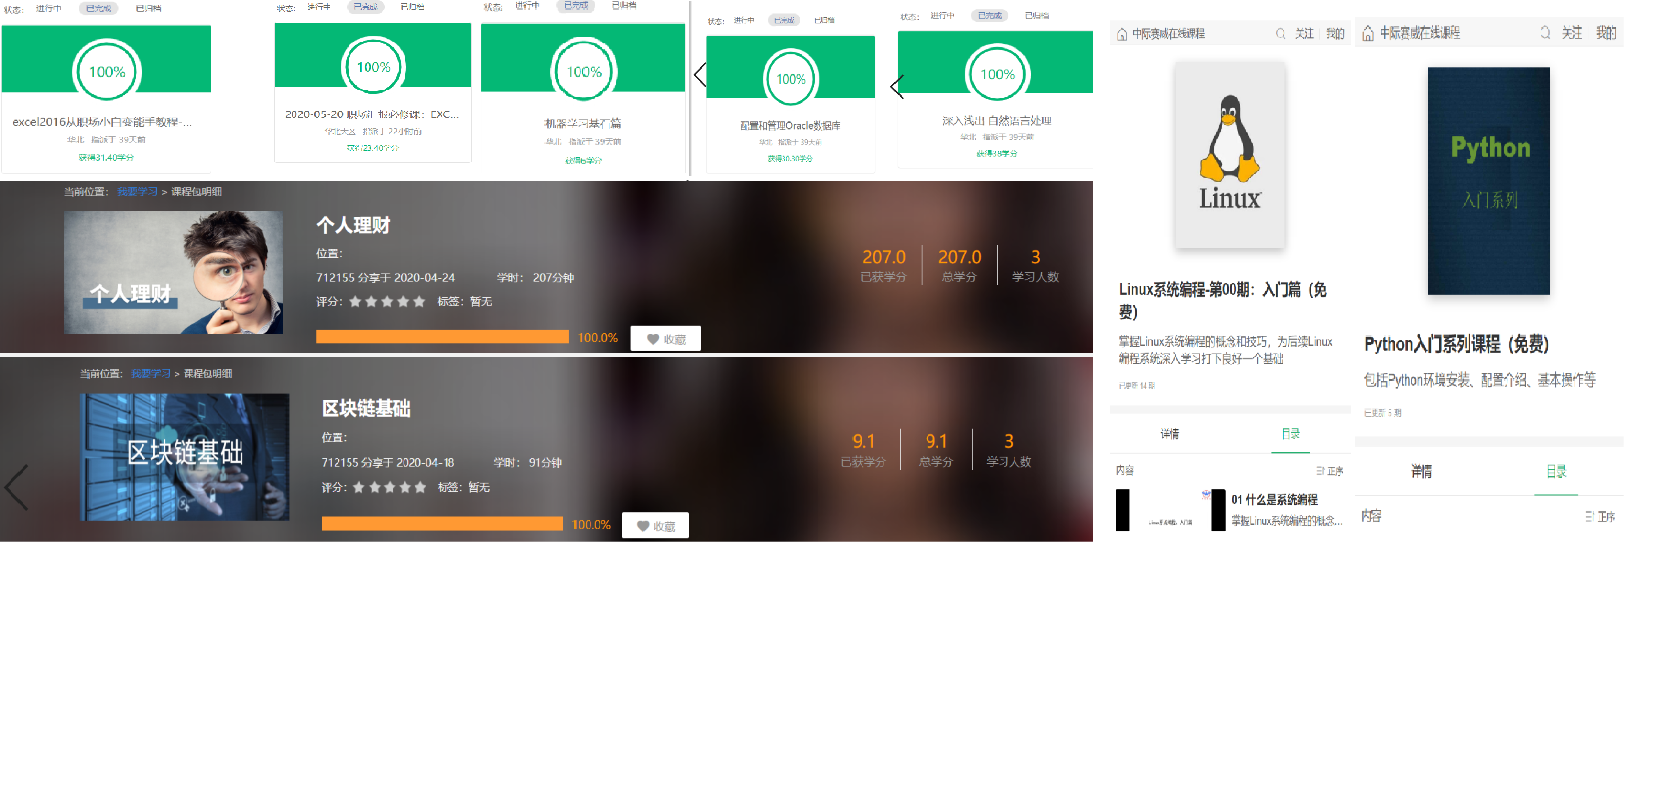 状态： 进行中 已完成 已归档
100%
excel2016从职场小白变能手教程-...
华北 指派于 39天前
获得31.40学分
状态： 进行中 已完成 已归档
100%
2020-05-20 职场汇报必修课：EXC...
华北大区 指派于 22小时前
获得23.40学分
状态： 进行中 已完成 已归档
100%
机器学习基石篇
华北 指派于 39天前
获得6学分
状态： 进行中 已完成 已归档
100%
配置和管理Oracle数据库
华北 指派于 39天前
获得30.30学分
状态： 进行中 已完成 已归档
100%
深入浅出 自然语言处理
华北 指派于 39天前
获得38学分
当前位置： 我要学习 > 课程包明细
个人理财
个人理财
位置：
712155 分享于 2020-04-24 学时： 207分钟
评分： 标签：暂无
100.0% 收藏
207.0 207.0 3
已获学分 总学分 学习人数
当前位置： 我要学习 > 课程包明细
区块链基础
区块链基础
位置：
712155 分享于 2020-04-18 学时： 91分钟
评分： 标签：暂无
100.0% 收藏
9.1 9.1 3
已获学分 总学分 学习人数
中际赛威在线课程 关注 我的
Linux
Linux系统编程-第00期：入门篇（免
费）
掌握Linux系统编程的概念和技巧，为后续Linux
编程系统深入学习打下良好一个基础
已更新 14 期
详情 目录
内容 正序
01 什么是系统编程
掌握Linux系统编程的概念...
中际赛威在线课程 关注 我的
Python
入门系列
Python入门系列课程（免费）
包括Python环境安装、配置介绍、基本操作等
已更新 5 期
详情 目录
内容 正序